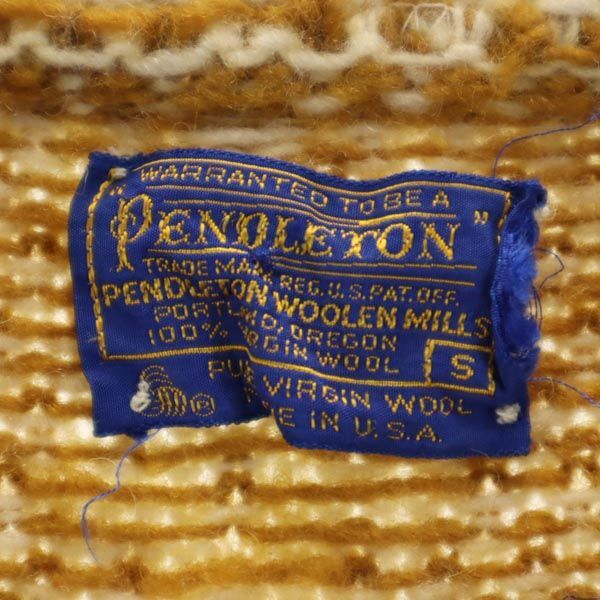 "WARRANTED TO BE A
PENDLETON"
TRADE MARK REG. U.S. PAT. OFF.
PENDLETON WOOLEN MILLS
PORTLAND, OREGON
100% VIRGIN WOOL S
PURE VIRGIN WOOL
MADE IN U.S.A.